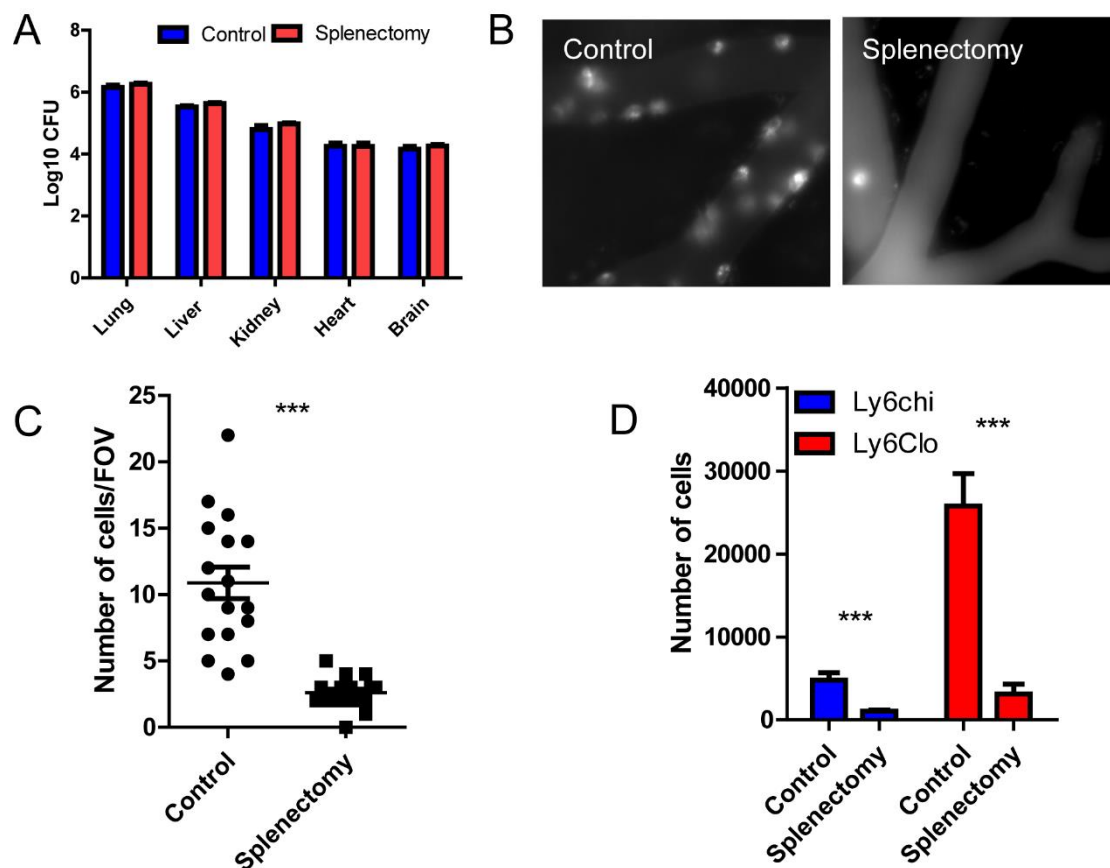 A
Control
Splenectomy
Log10 CFU
8
6
4
2
0
Lung
Liver
Kidney
Heart
Brain
B
Control
Splenectomy
C
***
Number of cells/FOV
25
20
15
10
5
0
Control
Splenectomy
D
Ly6chi
Ly6Clo
***
***
Number of cells
40000
30000
20000
10000
0
Control
Splenectomy
Control
Splenectomy